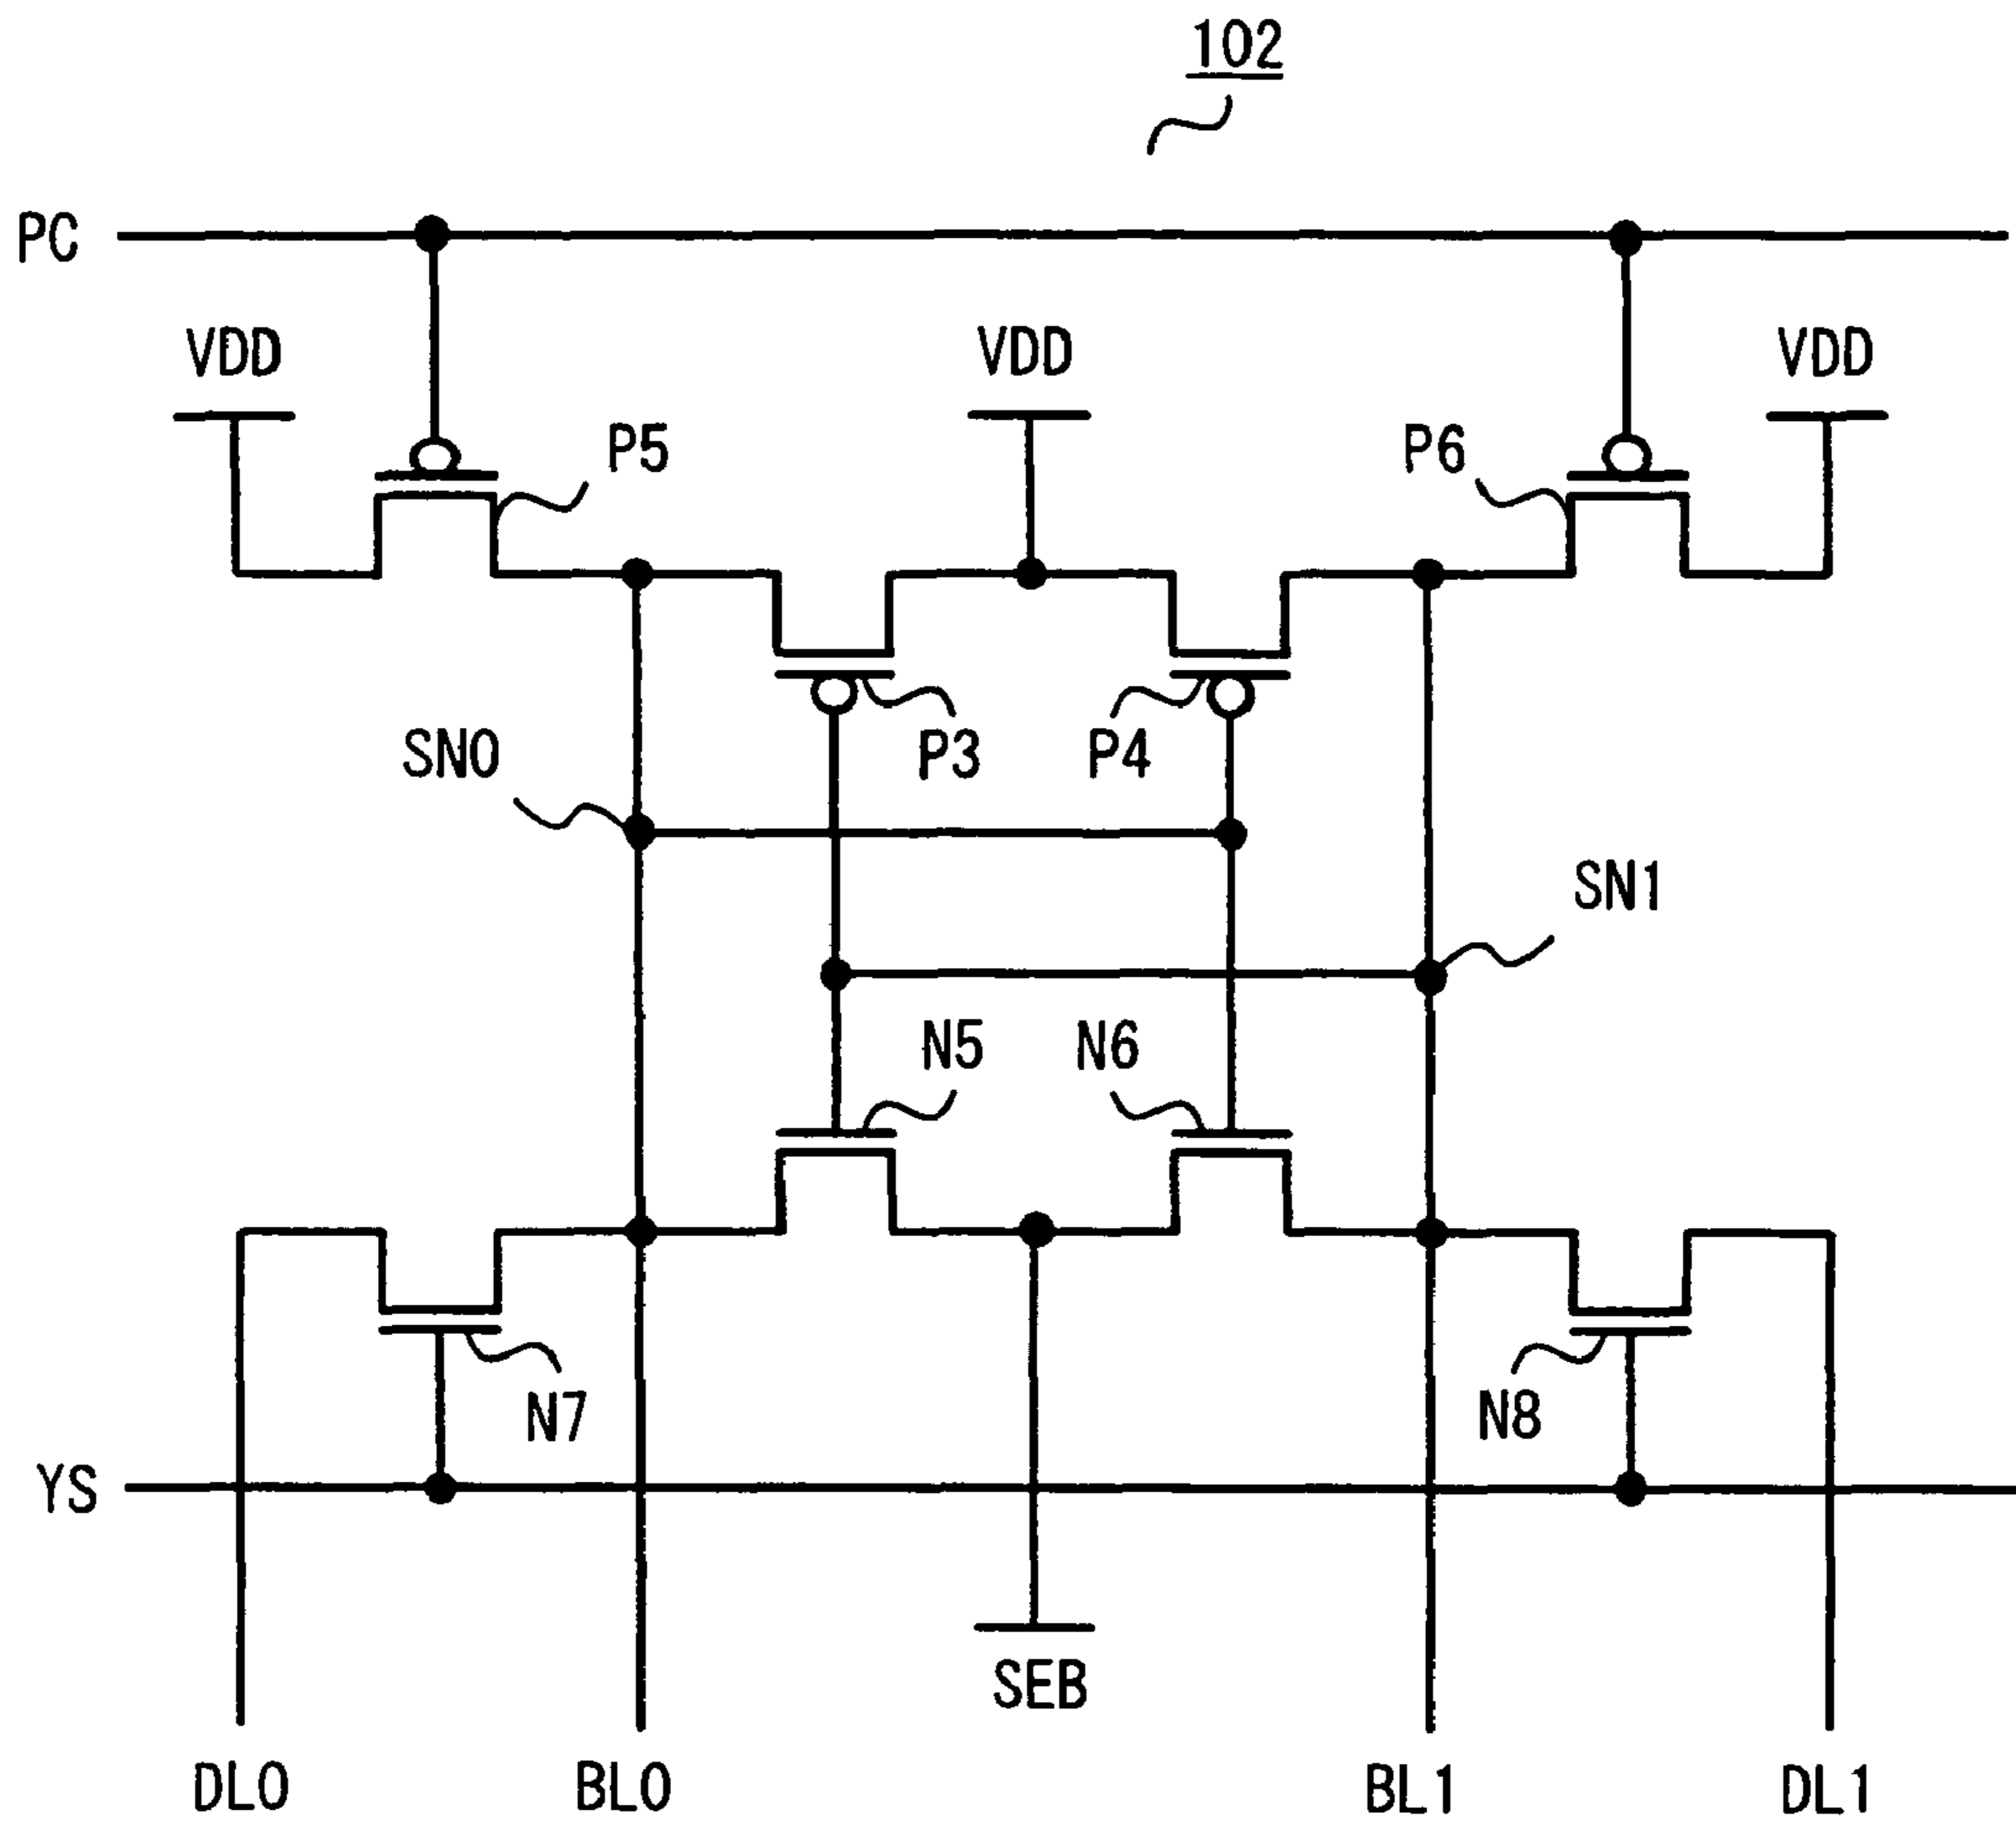 102
PC
VDD VDD VDD
P5 P6
SN0 P3 P4
SN1
N5 N6
N7 N8
YS
SEB
DL0 BL0 BL1 DL1